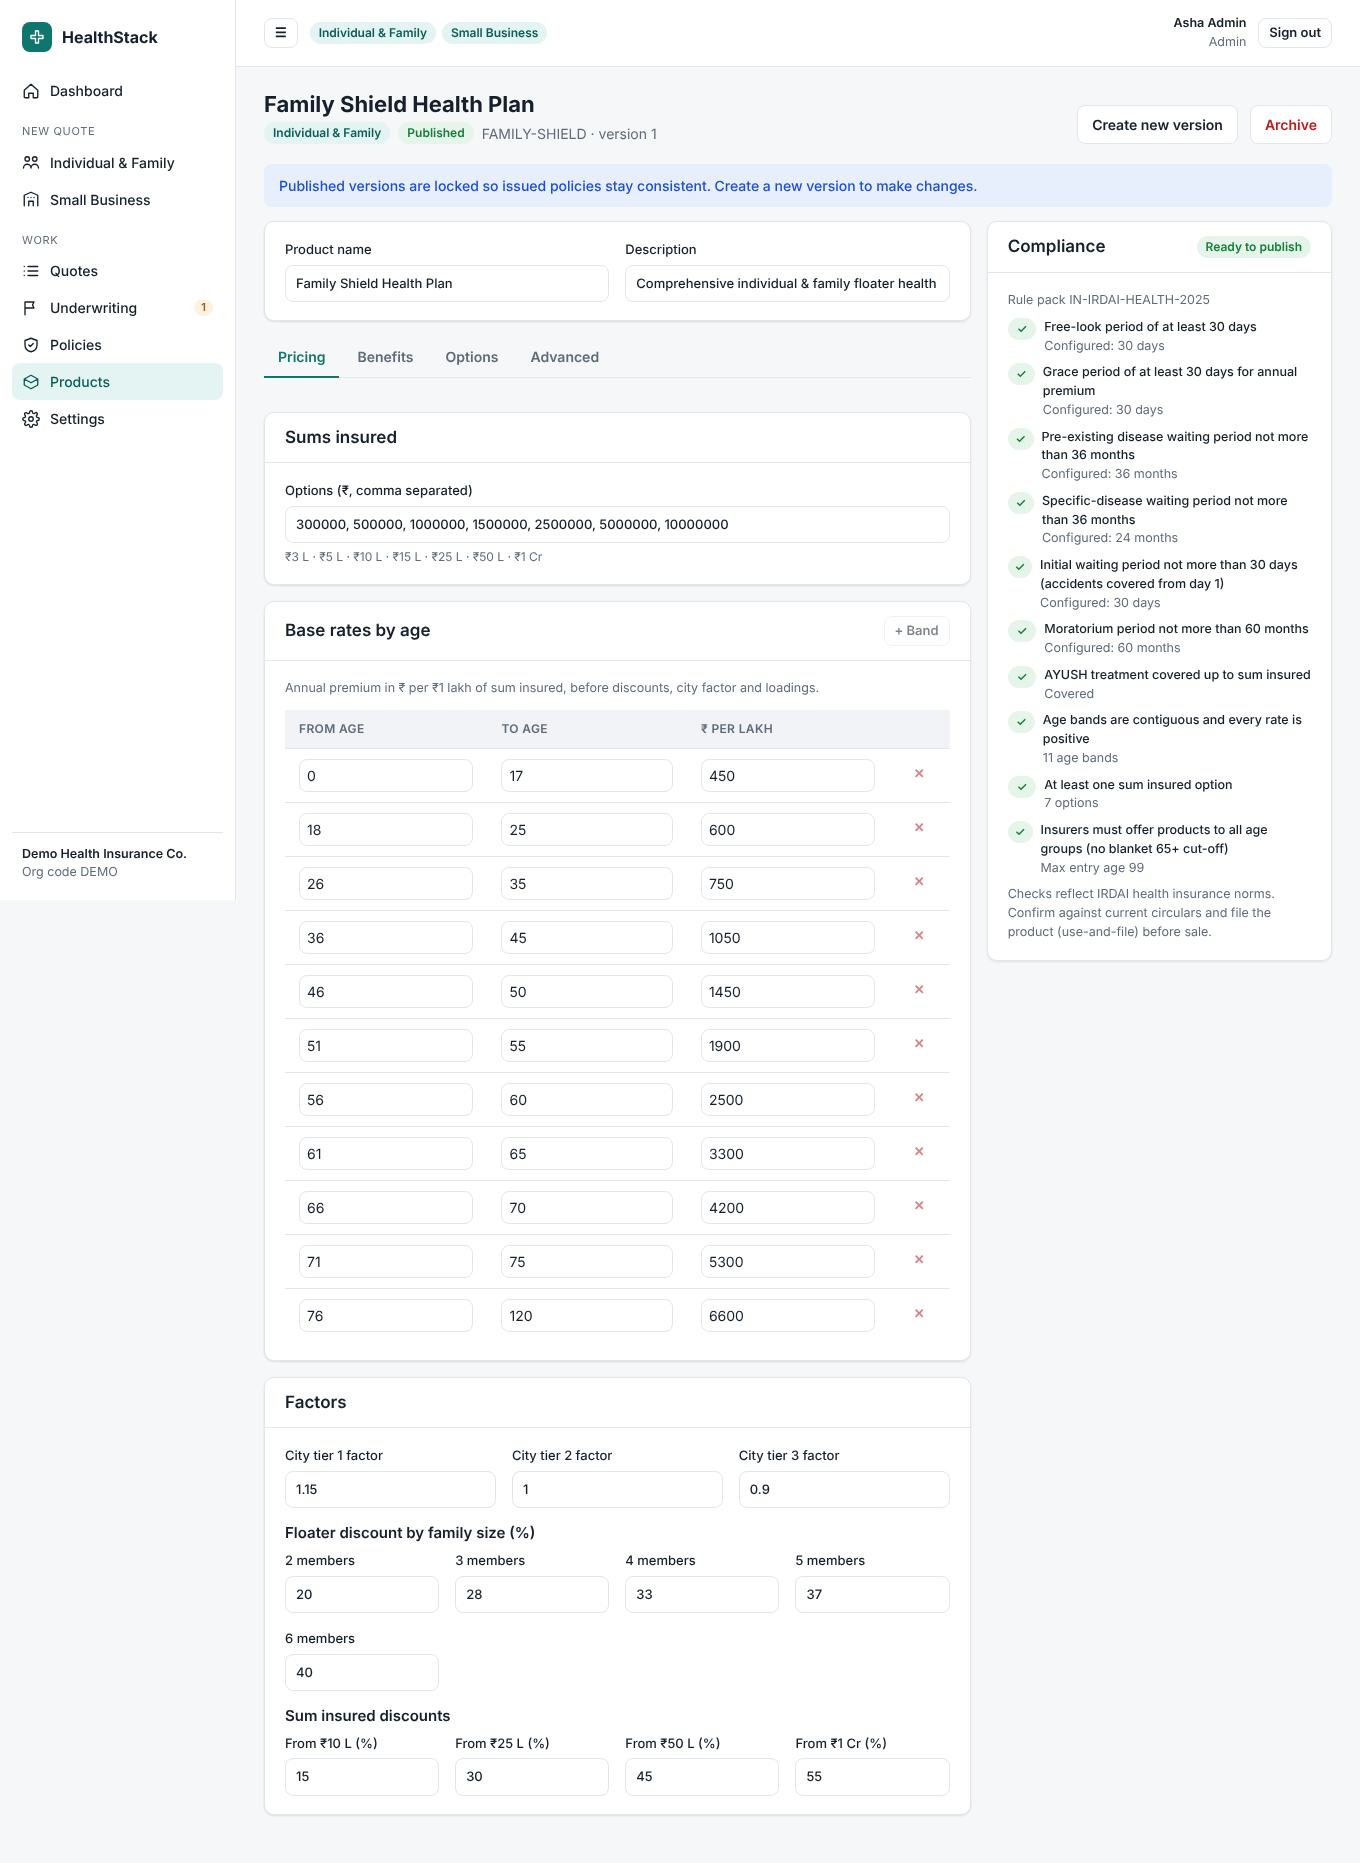 HealthStack
Dashboard
NEW QUOTE
Individual & Family
Small Business
WORK
Quotes
Underwriting 1
Policies
Products
Settings
Demo Health Insurance Co.
Org code DEMO
☰ Individual & Family Small Business
Asha Admin
Admin
Sign out
Family Shield Health Plan
Individual & Family Published FAMILY-SHIELD · version 1
Create new version Archive
Published versions are locked so issued policies stay consistent. Create a new version to make changes.
Product name Description
Family Shield Health Plan Comprehensive individual & family floater health
Pricing Benefits Options Advanced
Sums insured
Options (₹, comma separated)
300000, 500000, 1000000, 1500000, 2500000, 5000000, 10000000
₹3 L · ₹5 L · ₹10 L · ₹15 L · ₹25 L · ₹50 L · ₹1 Cr
Base rates by age + Band
Annual premium in ₹ per ₹1 lakh of sum insured, before discounts, city factor and loadings.
FROM AGE TO AGE ₹ PER LAKH
0 17 450 ×
18 25 600 ×
26 35 750 ×
36 45 1050 ×
46 50 1450 ×
51 55 1900 ×
56 60 2500 ×
61 65 3300 ×
66 70 4200 ×
71 75 5300 ×
76 120 6600 ×
Factors
City tier 1 factor City tier 2 factor City tier 3 factor
1.15 1 0.9
Floater discount by family size (%)
2 members 3 members 4 members 5 members
20 28 33 37
6 members
40
Sum insured discounts
From ₹10 L (%) From ₹25 L (%) From ₹50 L (%) From ₹1 Cr (%)
15 30 45 55
Compliance Ready to publish
Rule pack IN-IRDAI-HEALTH-2025
✓ Free-look period of at least 30 days
Configured: 30 days
✓ Grace period of at least 30 days for annual
premium
Configured: 30 days
✓ Pre-existing disease waiting period not more
than 36 months
Configured: 36 months
✓ Specific-disease waiting period not more
than 36 months
Configured: 24 months
✓ Initial waiting period not more than 30 days
(accidents covered from day 1)
Configured: 30 days
✓ Moratorium period not more than 60 months
Configured: 60 months
✓ AYUSH treatment covered up to sum insured
Covered
✓ Age bands are contiguous and every rate is
positive
11 age bands
✓ At least one sum insured option
7 options
✓ Insurers must offer products to all age
groups (no blanket 65+ cut-off)
Max entry age 99
Checks reflect IRDAI health insurance norms.
Confirm against current circulars and file the
product (use-and-file) before sale.